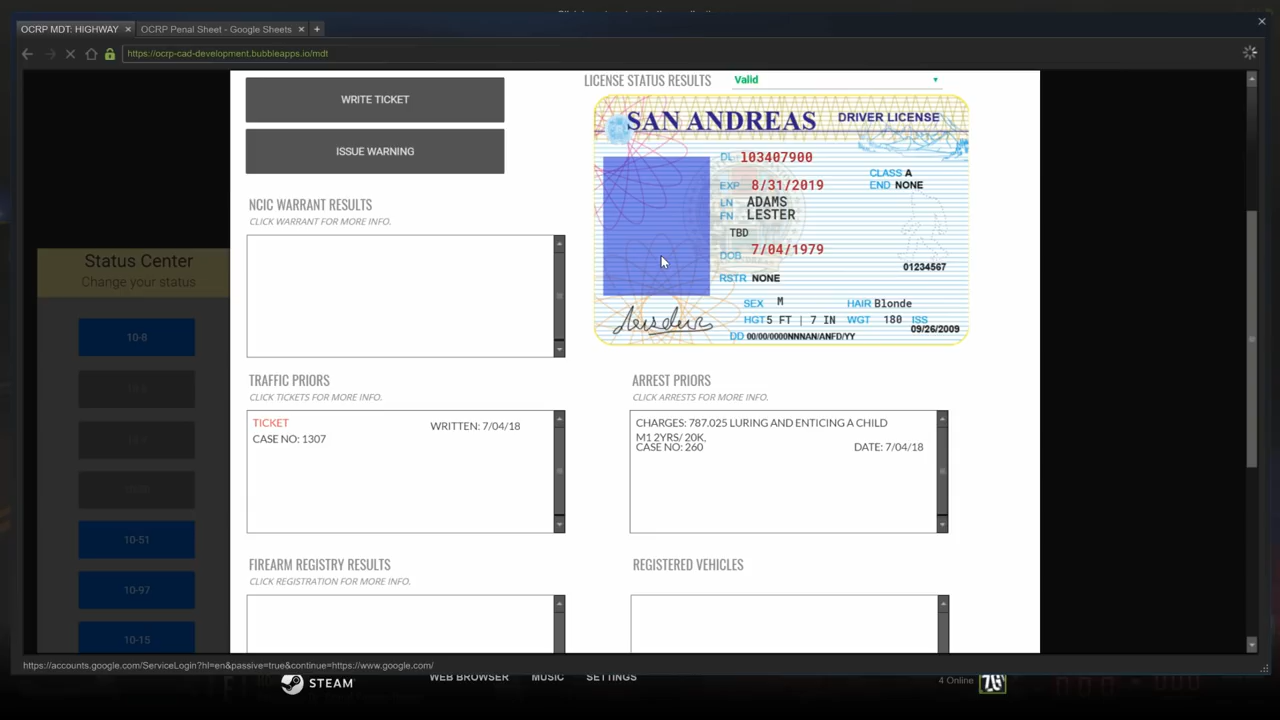 OCRP MDT: HIGHWAY
OCRP Penal Sheet - Google Sheets
https://ocrp-cad-development.bubbleapps.io/mdt
WRITE TICKET
ISSUE WARNING
LICENSE STATUS RESULTS
Valid
SAN ANDREAS
DRIVER LICENSE
DL 103407900
EXP 8/31/2019
CLASS A
END NONE
LN ADAMS
FN LESTER
TBD
DOB 7/04/1979
01234567
RSTR NONE
SEX M
HAIR Blonde
HGT 5 FT | 7 IN
WGT 180
ISS
09/26/2009
DD 00/00/0000NNNAN/ANFD/YY
NCIC WARRANT RESULTS
CLICK WARRANT FOR MORE INFO.
Status Center
Change your status
10-8
10-51
10-97
10-15
TRAFFIC PRIORS
CLICK TICKETS FOR MORE INFO.
TICKET
WRITTEN: 7/04/18
CASE NO: 1307
ARREST PRIORS
CLICK ARRESTS FOR MORE INFO.
CHARGES: 787.025 LURING AND ENTICING A CHILD
M1 2YRS/ 20K,
CASE NO: 260
DATE: 7/04/18
FIREARM REGISTRY RESULTS
CLICK REGISTRATION FOR MORE INFO.
REGISTERED VEHICLES
https://accounts.google.com/ServiceLogin?hl=en&passive=true&continue=https://www.google.com/
STEAM
WEB BROWSER
MUSIC
SETTINGS
4 Online